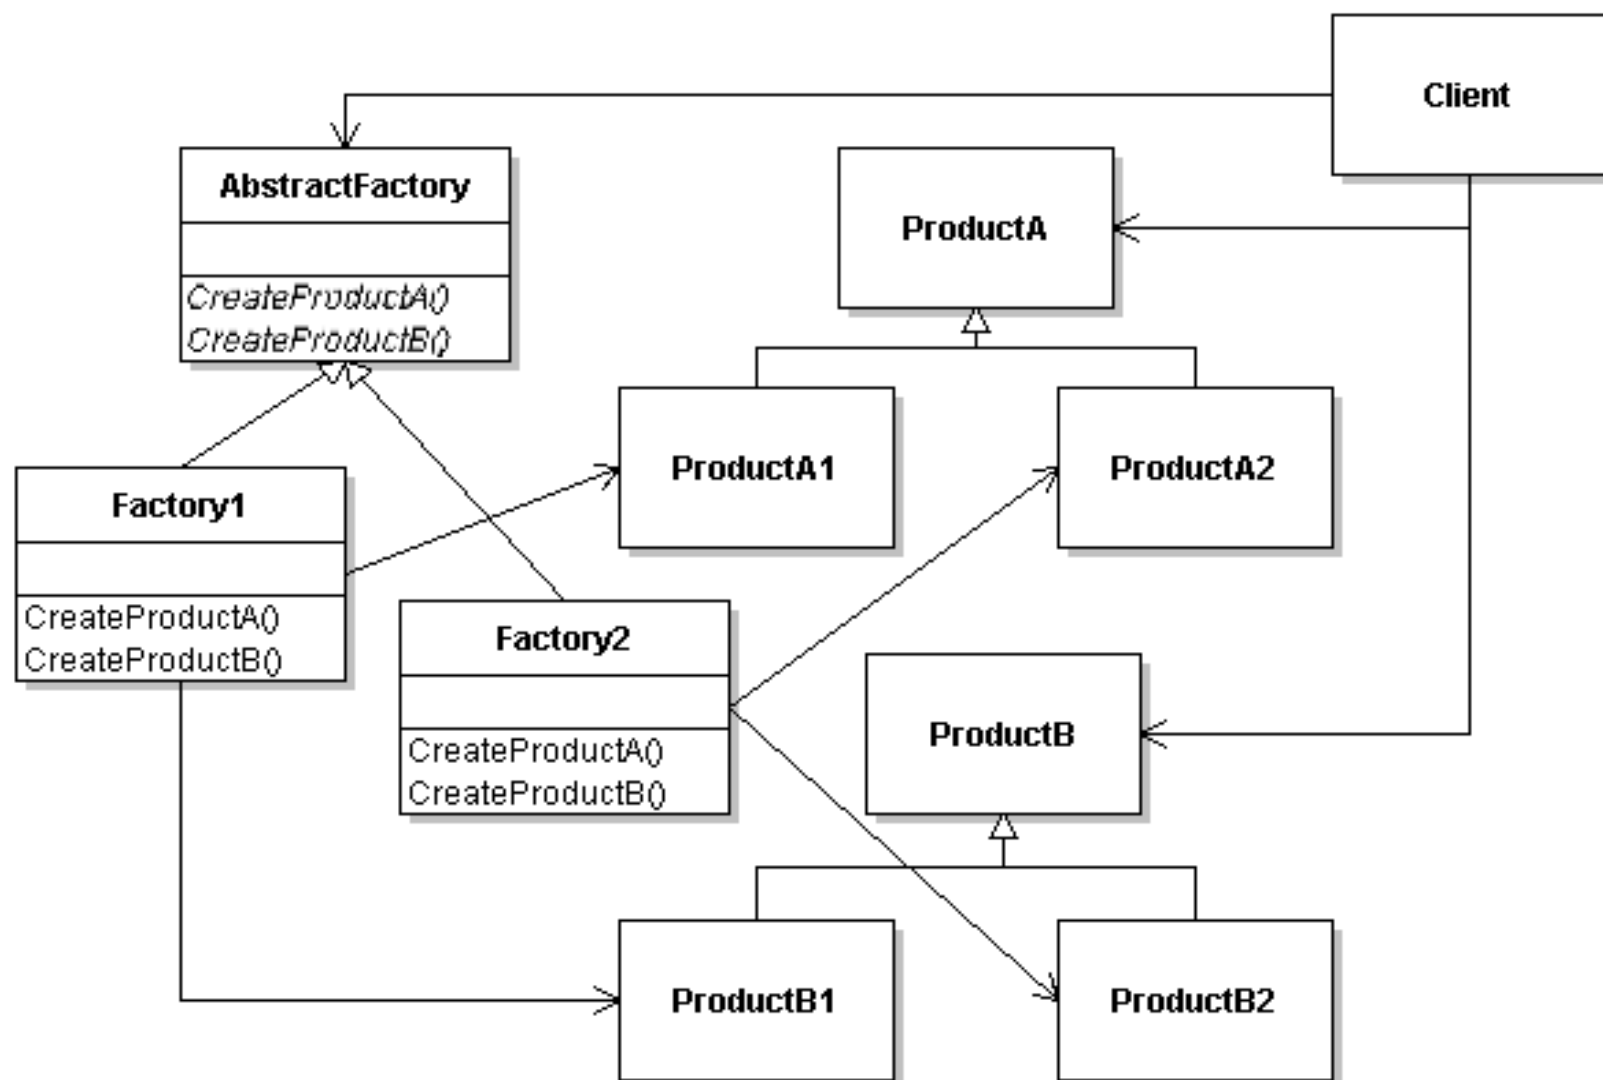 Client
AbstractFactory
CreateProductA()
CreateProductB()
ProductA
ProductA1
ProductA2
Factory1
CreateProductA()
CreateProductB()
Factory2
CreateProductA()
CreateProductB()
ProductB
ProductB1
ProductB2